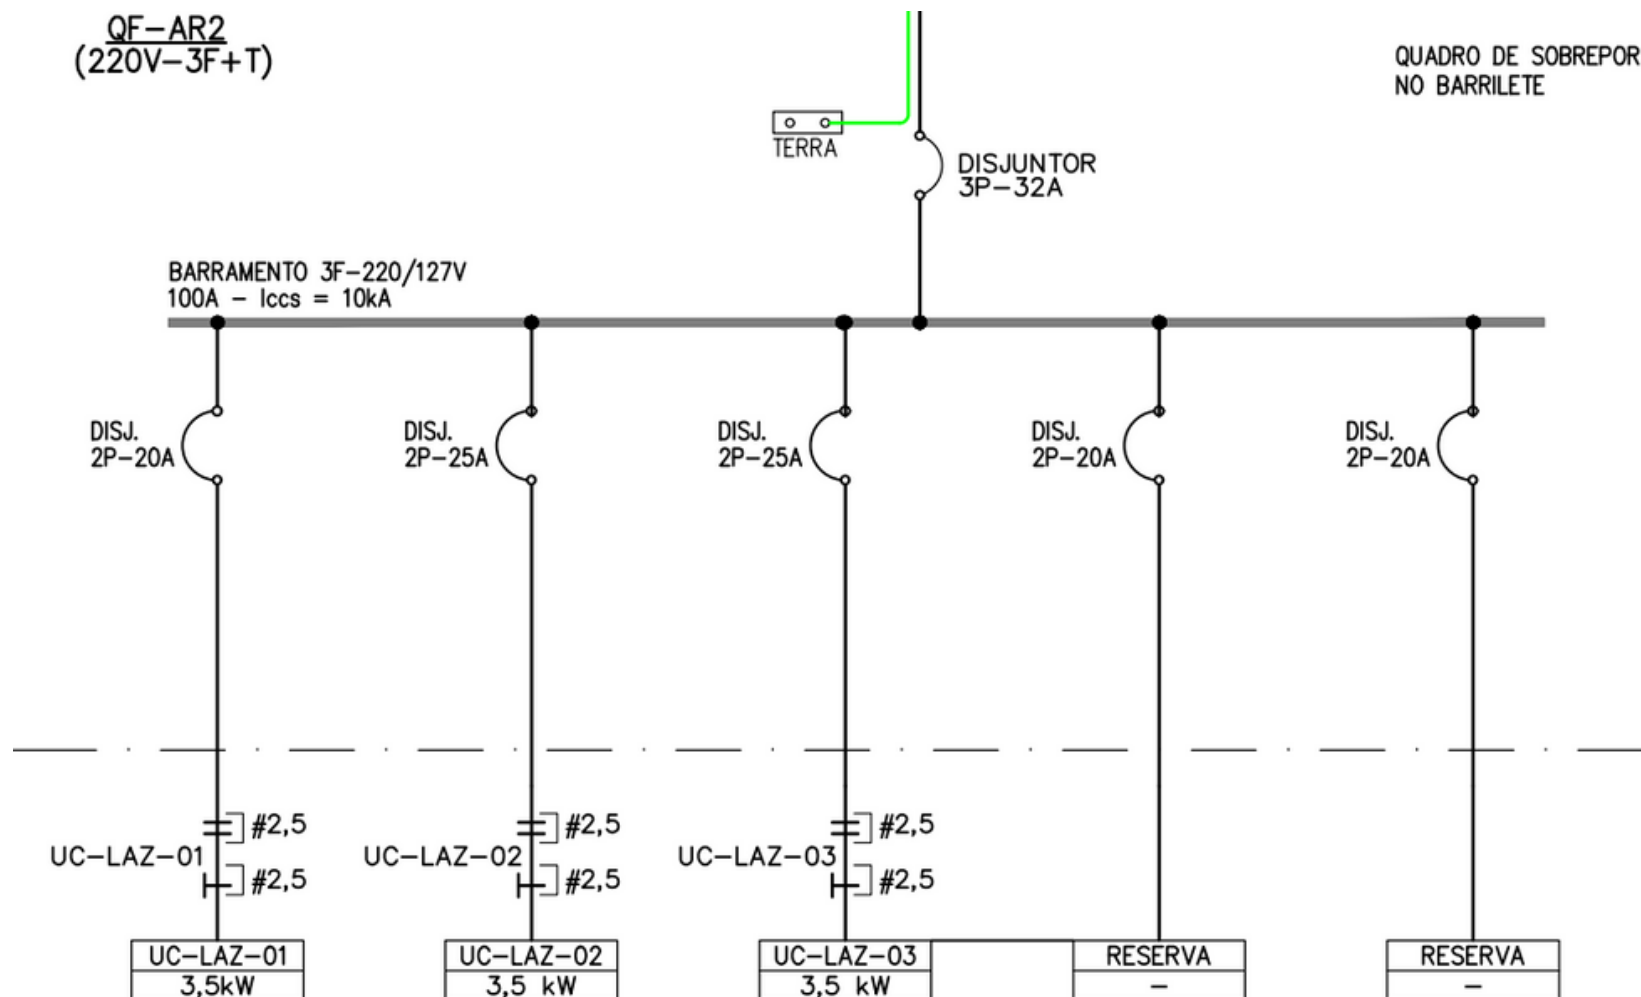 QF-AR2
(220V-3F+T)
QUADRO DE SOBREPOR
NO BARRILETE
TERRA
DISJUNTOR
3P-32A
BARRAMENTO 3F-220/127V
100A - Iccs = 10kA
DISJ.
2P-20A
DISJ.
2P-25A
DISJ.
2P-25A
DISJ.
2P-20A
DISJ.
2P-20A
#2,5
UC-LAZ-01
#2,5
#2,5
UC-LAZ-02
#2,5
#2,5
UC-LAZ-03
#2,5
UC-LAZ-01
3,5kW
UC-LAZ-02
3,5 kW
UC-LAZ-03
3,5 kW
RESERVA
-
RESERVA
-